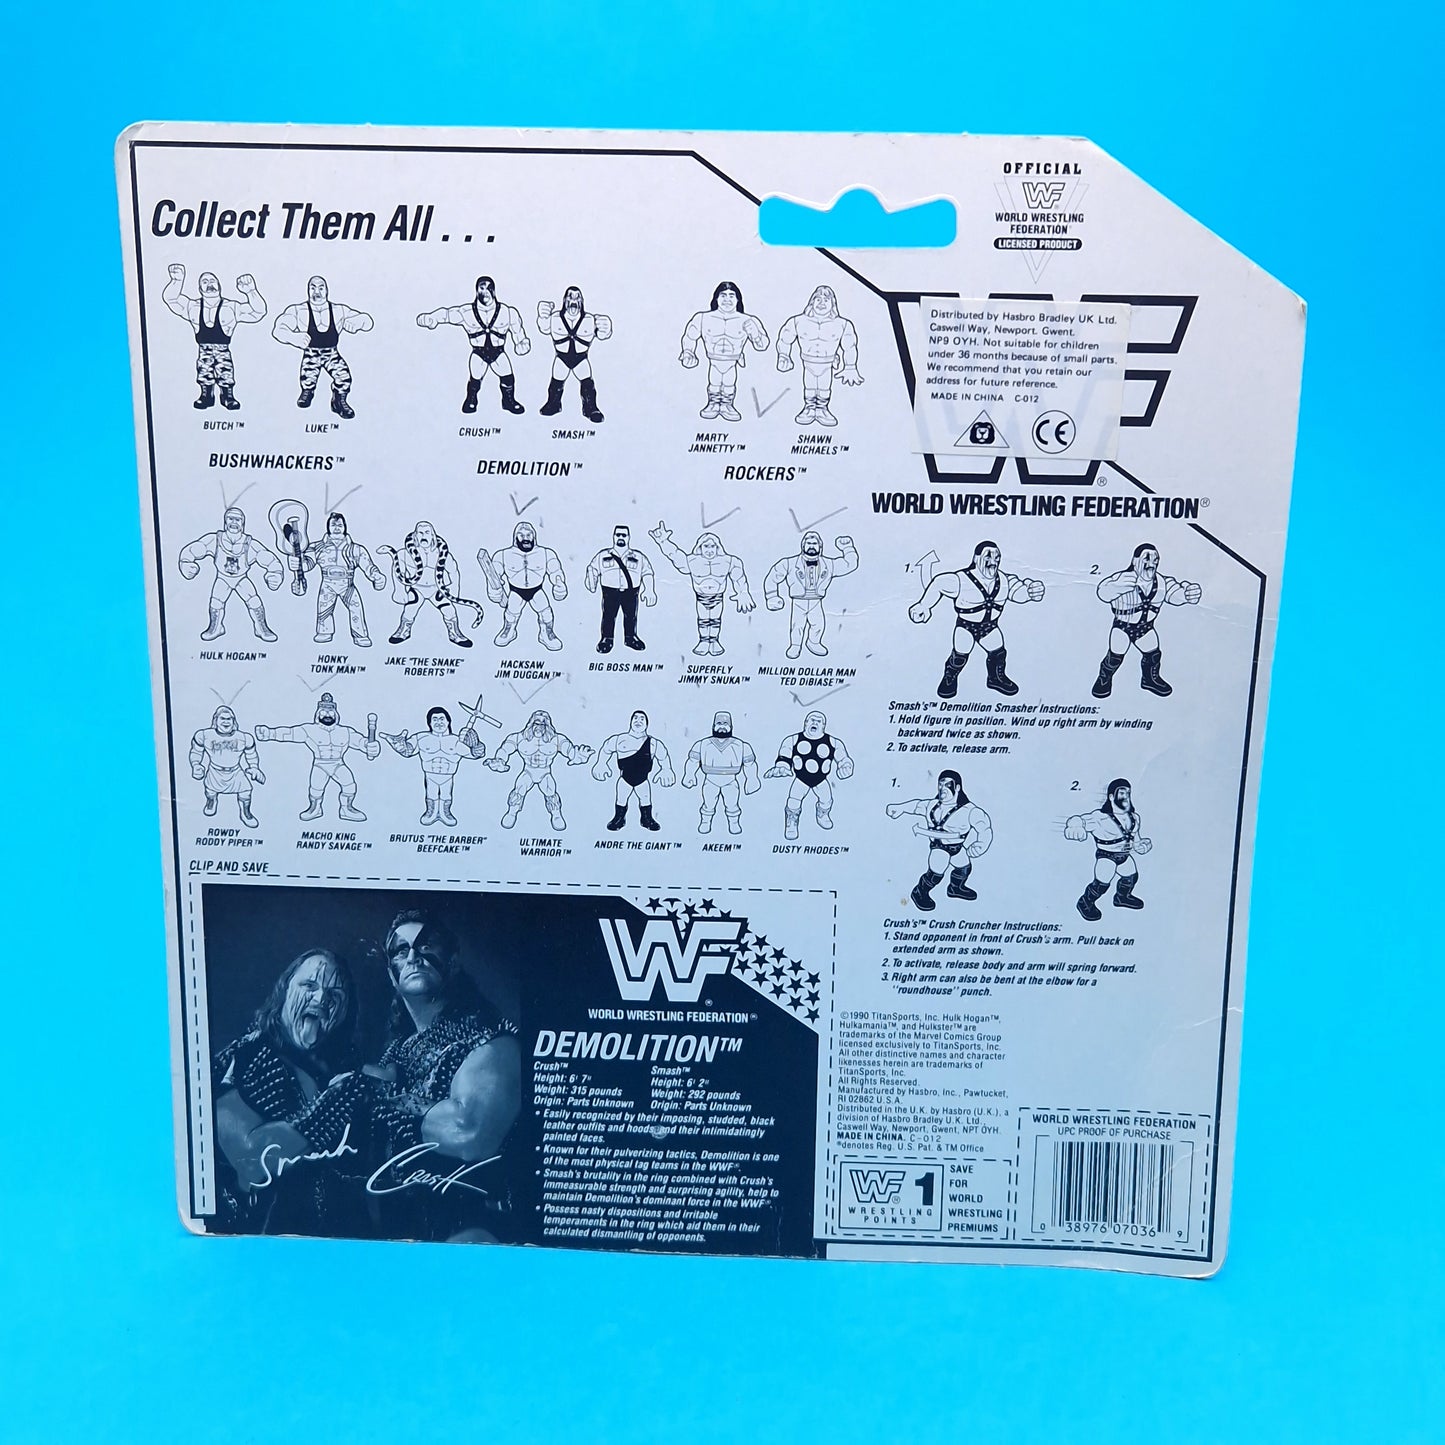 Collect Them All . . .
OFFICIAL
WF
WORLD WRESTLING
FEDERATION
LICENSED PRODUCT
Distributed by Hasbro Bradley UK Ltd.
Caswell Way, Newport. Gwent.
NP9 0YH. Not suitable for children
under 36 months because of small parts.
We recommend that you retain our
address for future reference.
MADE IN CHINA C-012
CE
WORLD WRESTLING FEDERATION®
BUTCH™
LUKE™
BUSHWHACKERS™
CRUSH™
SMASH™
DEMOLITION™
MARTY
JANNETTY™
SHAWN
MICHAELS™
ROCKERS™
HULK HOGAN™
HONKY
TONK MAN™
JAKE "THE SNAKE"
ROBERTS™
HACKSAW
JIM DUGGAN™
BIG BOSS MAN™
SUPERFLY
JIMMY SNUKA™
MILLION DOLLAR MAN
TED DIBIASE™
ROWDY
RODDY PIPER™
MACHO KING
RANDY SAVAGE™
BRUTUS "THE BARBER"
BEEFCAKE™
ULTIMATE
WARRIOR™
ANDRE THE GIANT™
AKEEM™
DUSTY RHODES™
1.
2.
Smash's™ Demolition Smasher Instructions:
1. Hold figure in position. Wind up right arm by winding
backward twice as shown.
2. To activate, release arm.
1.
2.
Crush's™ Crush Cruncher Instructions:
1. Stand opponent in front of Crush's arm. Pull back on
extended arm as shown.
2. To activate, release body and arm will spring forward.
3. Right arm can also be bent at the elbow for a
"roundhouse" punch.
CLIP AND SAVE
Smash
Crush
WF
WORLD WRESTLING FEDERATION®
DEMOLITION™
Crush™
Height: 6' 7"
Weight: 315 pounds
Origin: Parts Unknown
Smash™
Height: 6' 2"
Weight: 292 pounds
Origin: Parts Unknown
• Easily recognized by their imposing, studded, black
leather outfits and hoods and their intimidatingly
painted faces.
• Known for their pulverizing tactics, Demolition is one
of the most physical tag teams in the WWF®.
• Smash's brutality in the ring combined with Crush's
immeasurable strength and surprising agility, help to
maintain Demolition's dominant force in the WWF®.
• Possess nasty dispositions and irritable
temperaments in the ring which aid them in their
calculated dismantling of opponents.
©1990 TitanSports, Inc. Hulk Hogan™,
Hulkamania™, and Hulkster™ are
trademarks of the Marvel Comics Group
licensed exclusively to TitanSports, Inc.
All other distinctive names and character
likenesses herein are trademarks of
TitanSports, Inc.
All Rights Reserved.
Manufactured by Hasbro, Inc., Pawtucket,
RI 02862 U.S.A.
Distributed in the U.K. by Hasbro (U.K.), a
division of Hasbro Bradley U.K. Ltd.,
Caswell Way, Newport, Gwent, NPT 0YH.
MADE IN CHINA. C-012
®denotes Reg. U.S. Pat. & TM Office
WF® 1
WRESTLING
POINTS
SAVE
FOR
WORLD
WRESTLING
PREMIUMS
WORLD WRESTLING FEDERATION
UPC PROOF OF PURCHASE
0 38976 07036 9